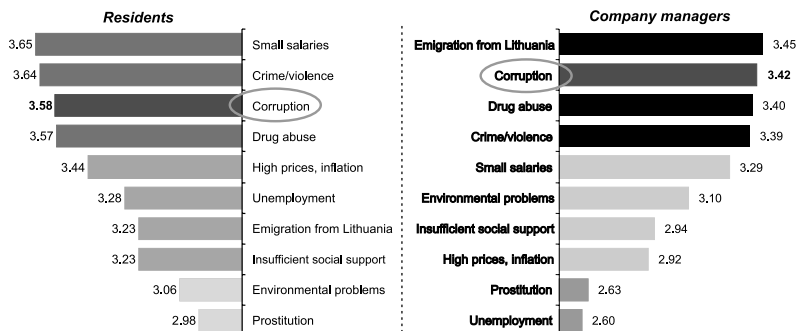 Residents
3.65 Small salaries
3.64 Crime/violence
3.58 Corruption
3.57 Drug abuse
3.44 High prices, inflation
3.28 Unemployment
3.23 Emigration from Lithuania
3.23 Insufficient social support
3.06 Environmental problems
2.98 Prostitution
Company managers
Emigration from Lithuania 3.45
Corruption 3.42
Drug abuse 3.40
Crime/violence 3.39
Small salaries 3.29
Environmental problems 3.10
Insufficient social support 2.94
High prices, inflation 2.92
Prostitution 2.63
Unemployment 2.60